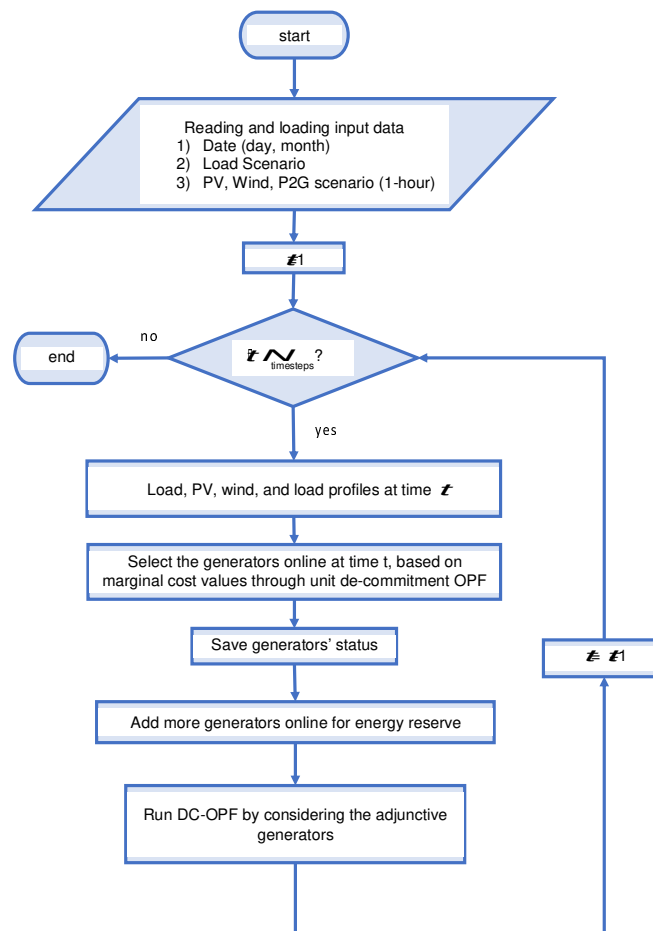 start
Reading and loading input data
1) Date (day, month)
2) Load Scenario
3) PV, Wind, P2G scenario (1-hour)
t1
no
end
t N timesteps?
yes
Load, PV, wind, and load profiles at time t
Select the generators online at time t, based on
marginal cost values through unit de-commitment OPF
Save generators' status
t= t1
Add more generators online for energy reserve
Run DC-OPF by considering the adjunctive
generators